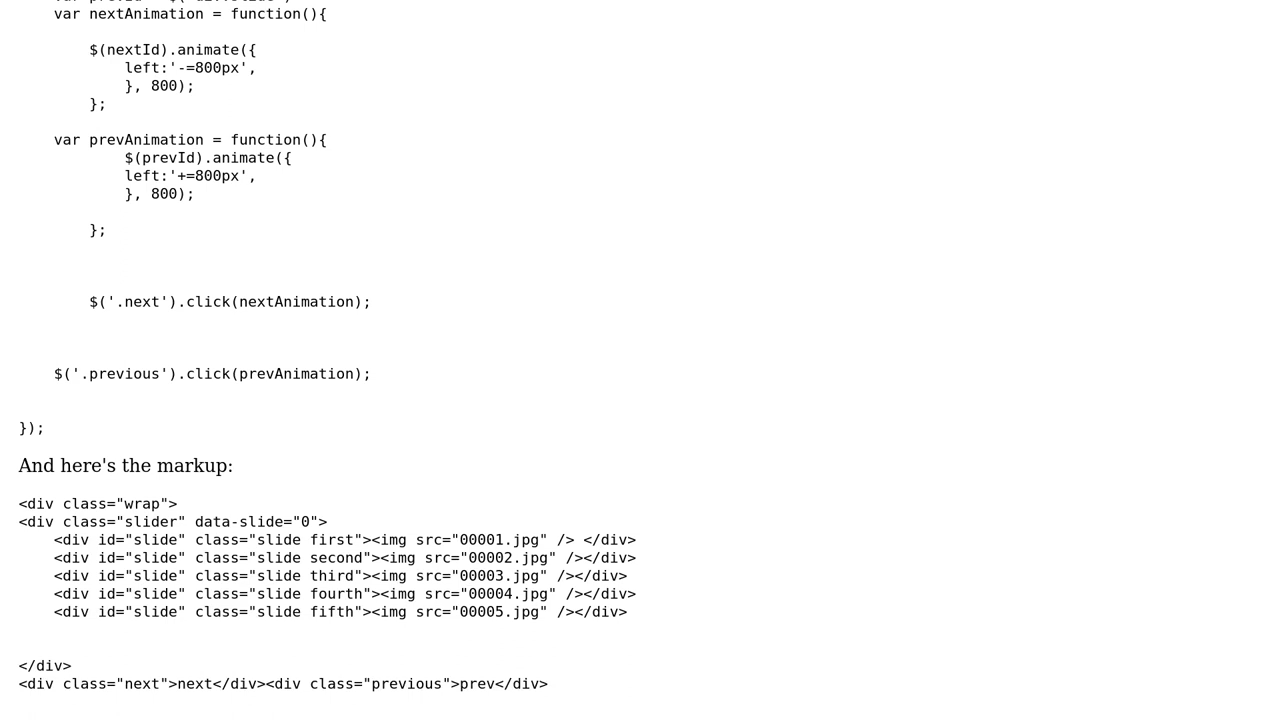 var nextAnimation = function(){
$(nextId).animate({
left:'-=800px',
}, 800);
};
var prevAnimation = function(){
$(prevId).animate({
left:'+=800px',
}, 800);
};
$('.next').click(nextAnimation);
$('.previous').click(prevAnimation);
});
And here's the markup:
<div class="wrap">
<div class="slider" data-slide="0">
<div id="slide" class="slide first"><img src="00001.jpg" /> </div>
<div id="slide" class="slide second"><img src="00002.jpg" /></div>
<div id="slide" class="slide third"><img src="00003.jpg" /></div>
<div id="slide" class="slide fourth"><img src="00004.jpg" /></div>
<div id="slide" class="slide fifth"><img src="00005.jpg" /></div>
</div>
<div class="next">next</div><div class="previous">prev</div>